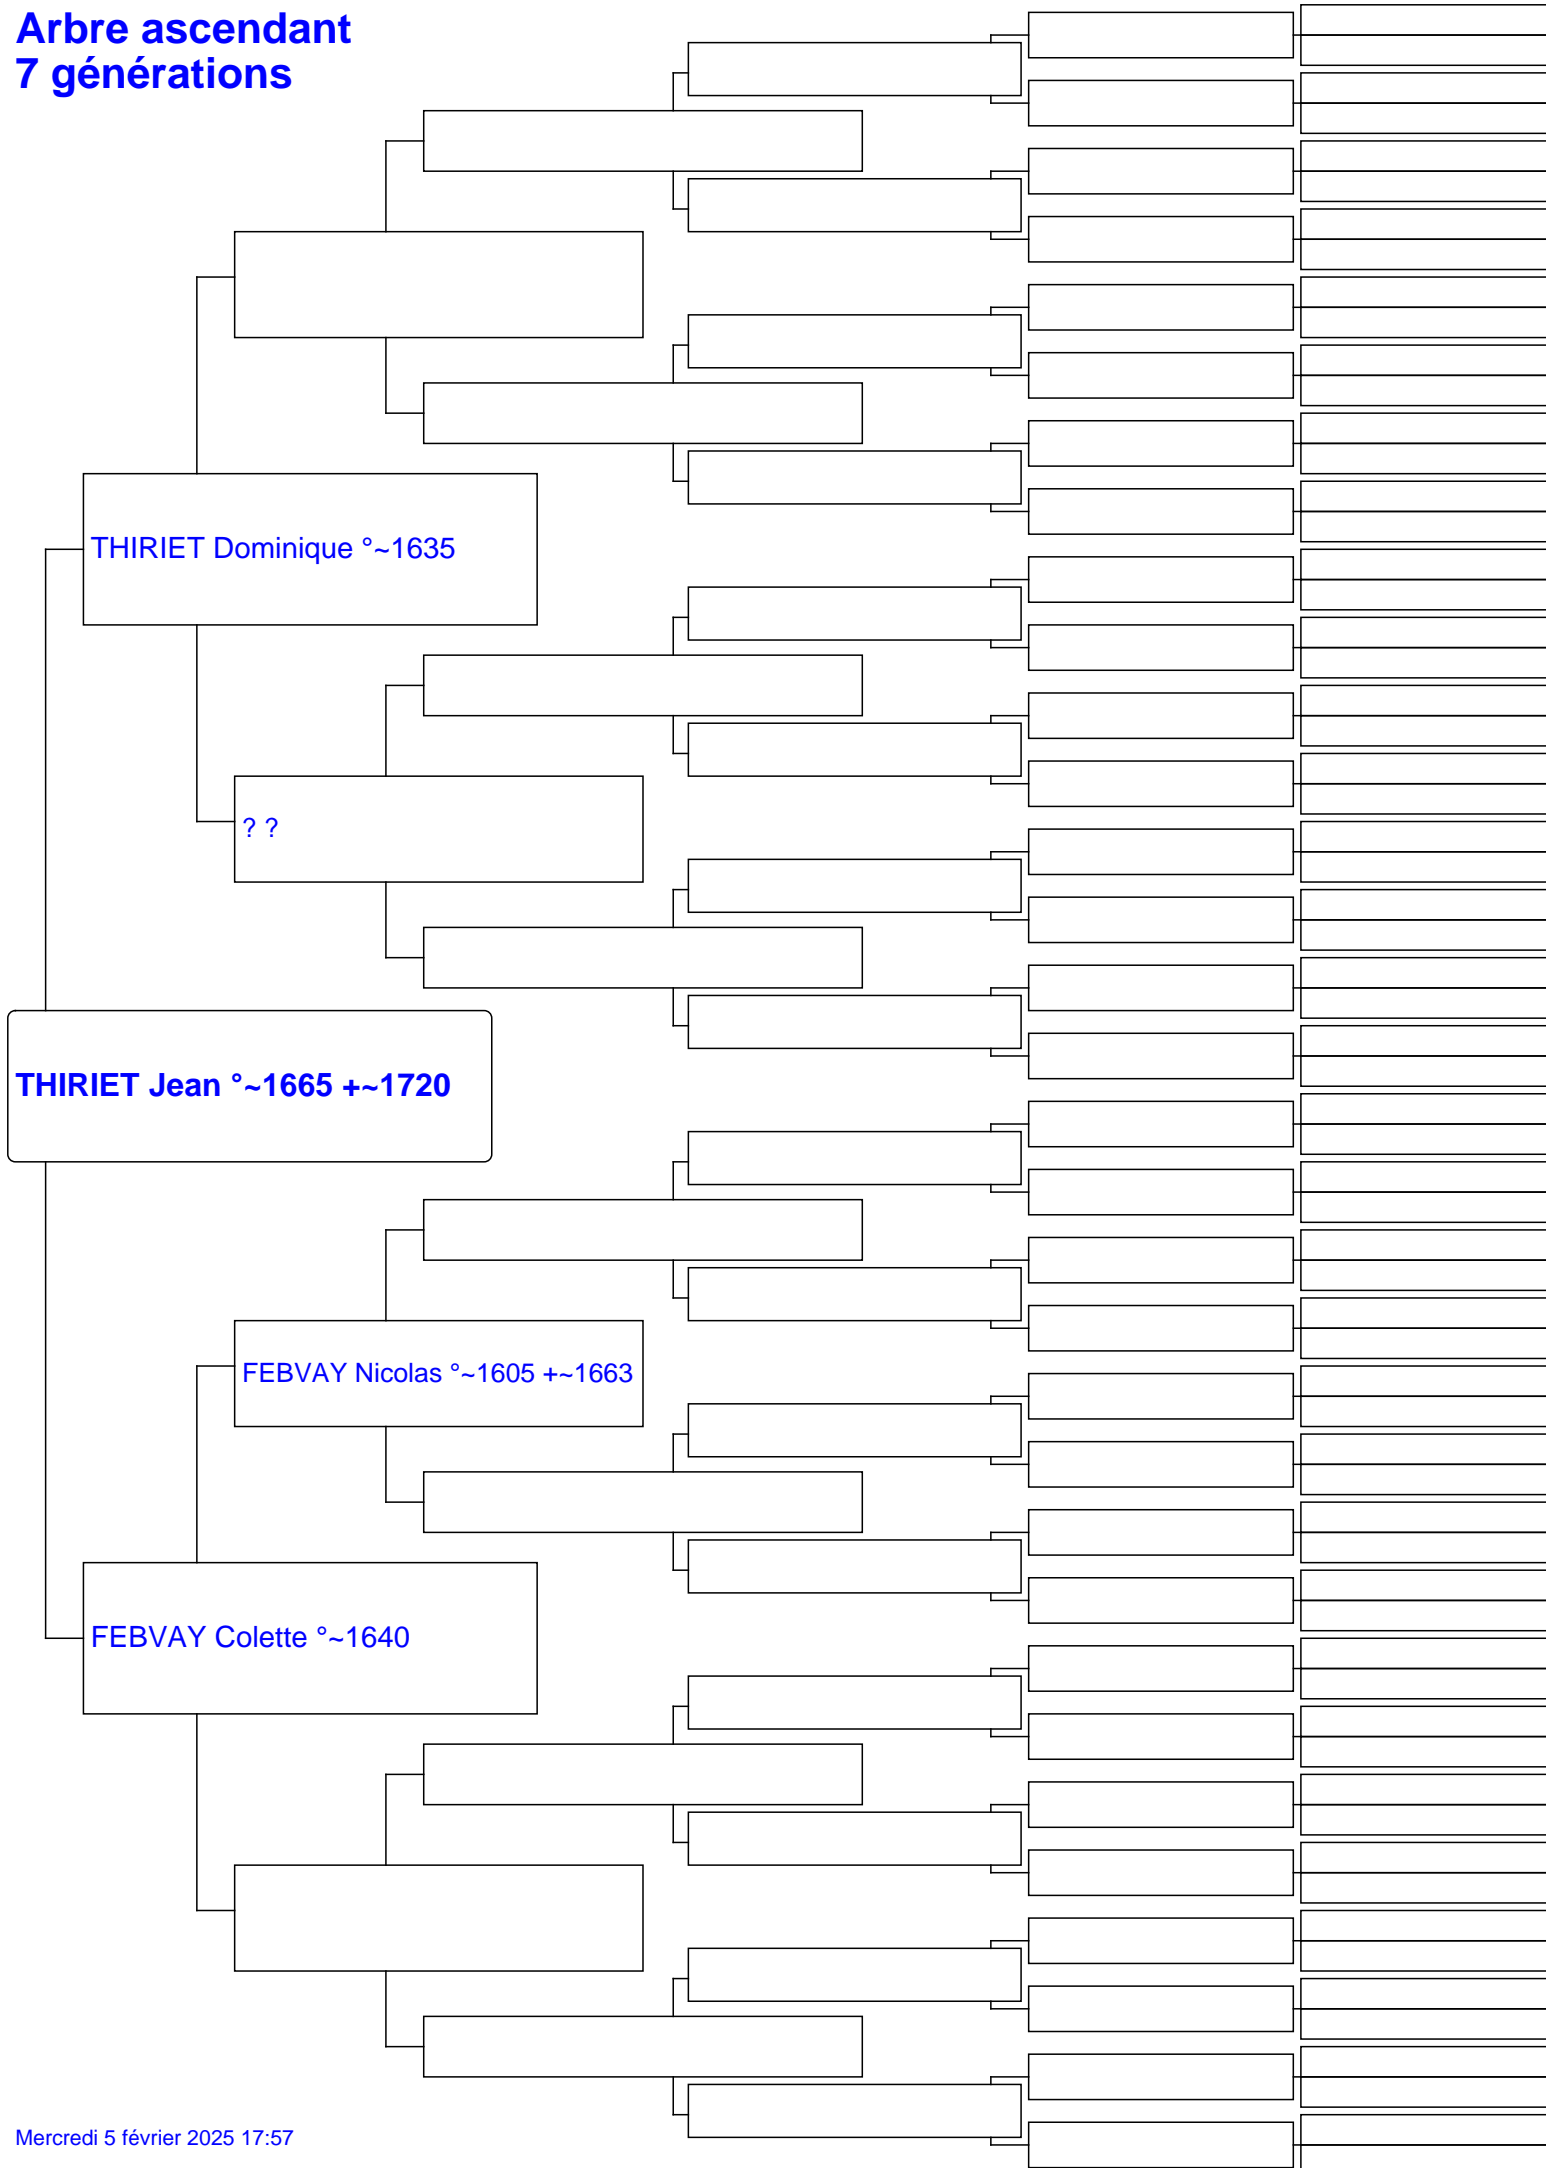 Arbre ascendant
7 générations
THIRIET Dominique °~1635
? ?
THIRIET Jean °~1665 +~1720
FEBVAY Nicolas °~1605 +~1663
FEBVAY Colette °~1640
Mercredi 5 février 2025 17:57